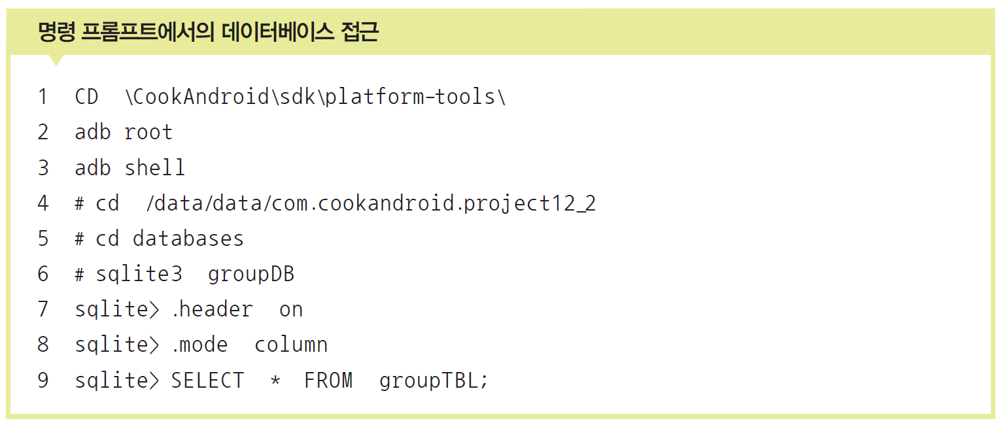 명령 프롬프트에서의 데이터베이스 접근
1 CD \CookAndroid\sdk\platform-tools\
2 adb root
3 adb shell
4 # cd /data/data/com.cookandroid.project12_2
5 # cd databases
6 # sqlite3 groupDB
7 sqlite> .header on
8 sqlite> .mode column
9 sqlite> SELECT * FROM groupTBL;